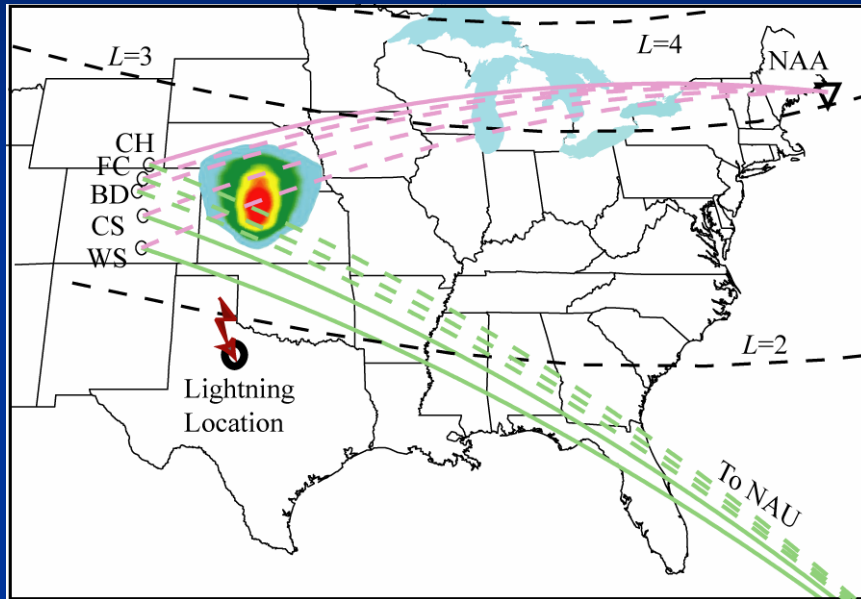 L=3
L=4
NAA
CH
FC
BD
CS
WS
L=2
Lightning
Location
To NAU